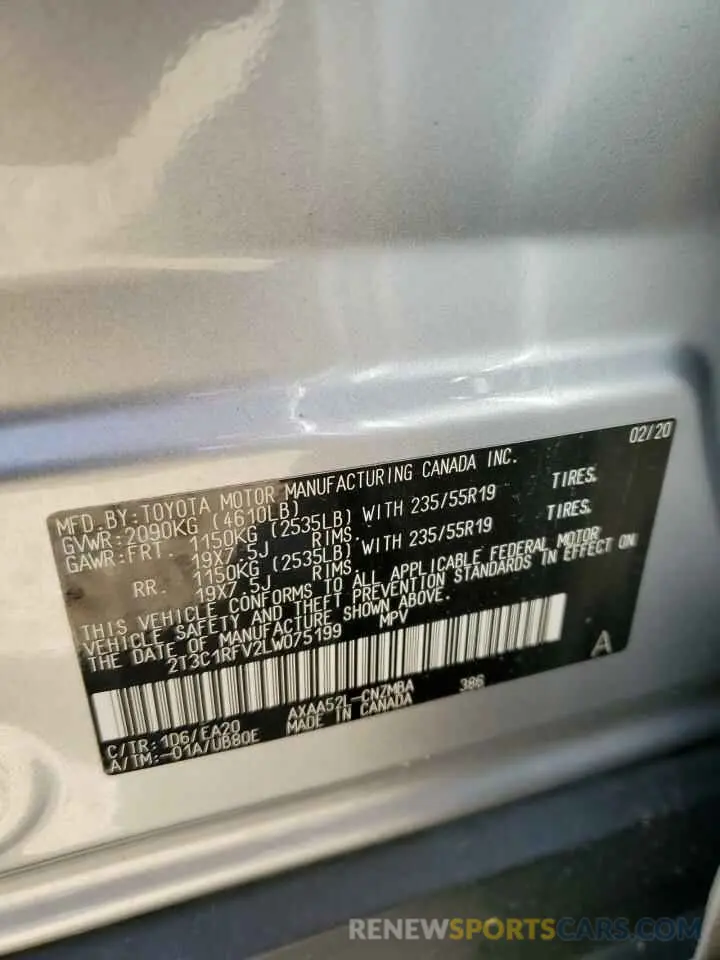 02/20
MFD. BY: TOYOTA MOTOR MANUFACTURING CANADA INC.
GVWR: 2090KG (4610LB)
GAWR: FRT. 1150KG (2535LB) WITH 235/55R19 TIRES,
19X7.5J RIMS.
RR. 1150KG (2535LB) WITH 235/55R19 TIRES,
19X7.5J RIMS.
THIS VEHICLE CONFORMS TO ALL APPLICABLE FEDERAL MOTOR
VEHICLE SAFETY AND THEFT PREVENTION STANDARDS IN EFFECT ON
THE DATE OF MANUFACTURE SHOWN ABOVE.
2T3C1RFV2LW075199 MPV
A
C/TR: 1D6/EA20 AXAA52L-CNZMBA 386
A/TM: -01A/UB80E MADE IN CANADA
RENEWSPORTSCARS.COM